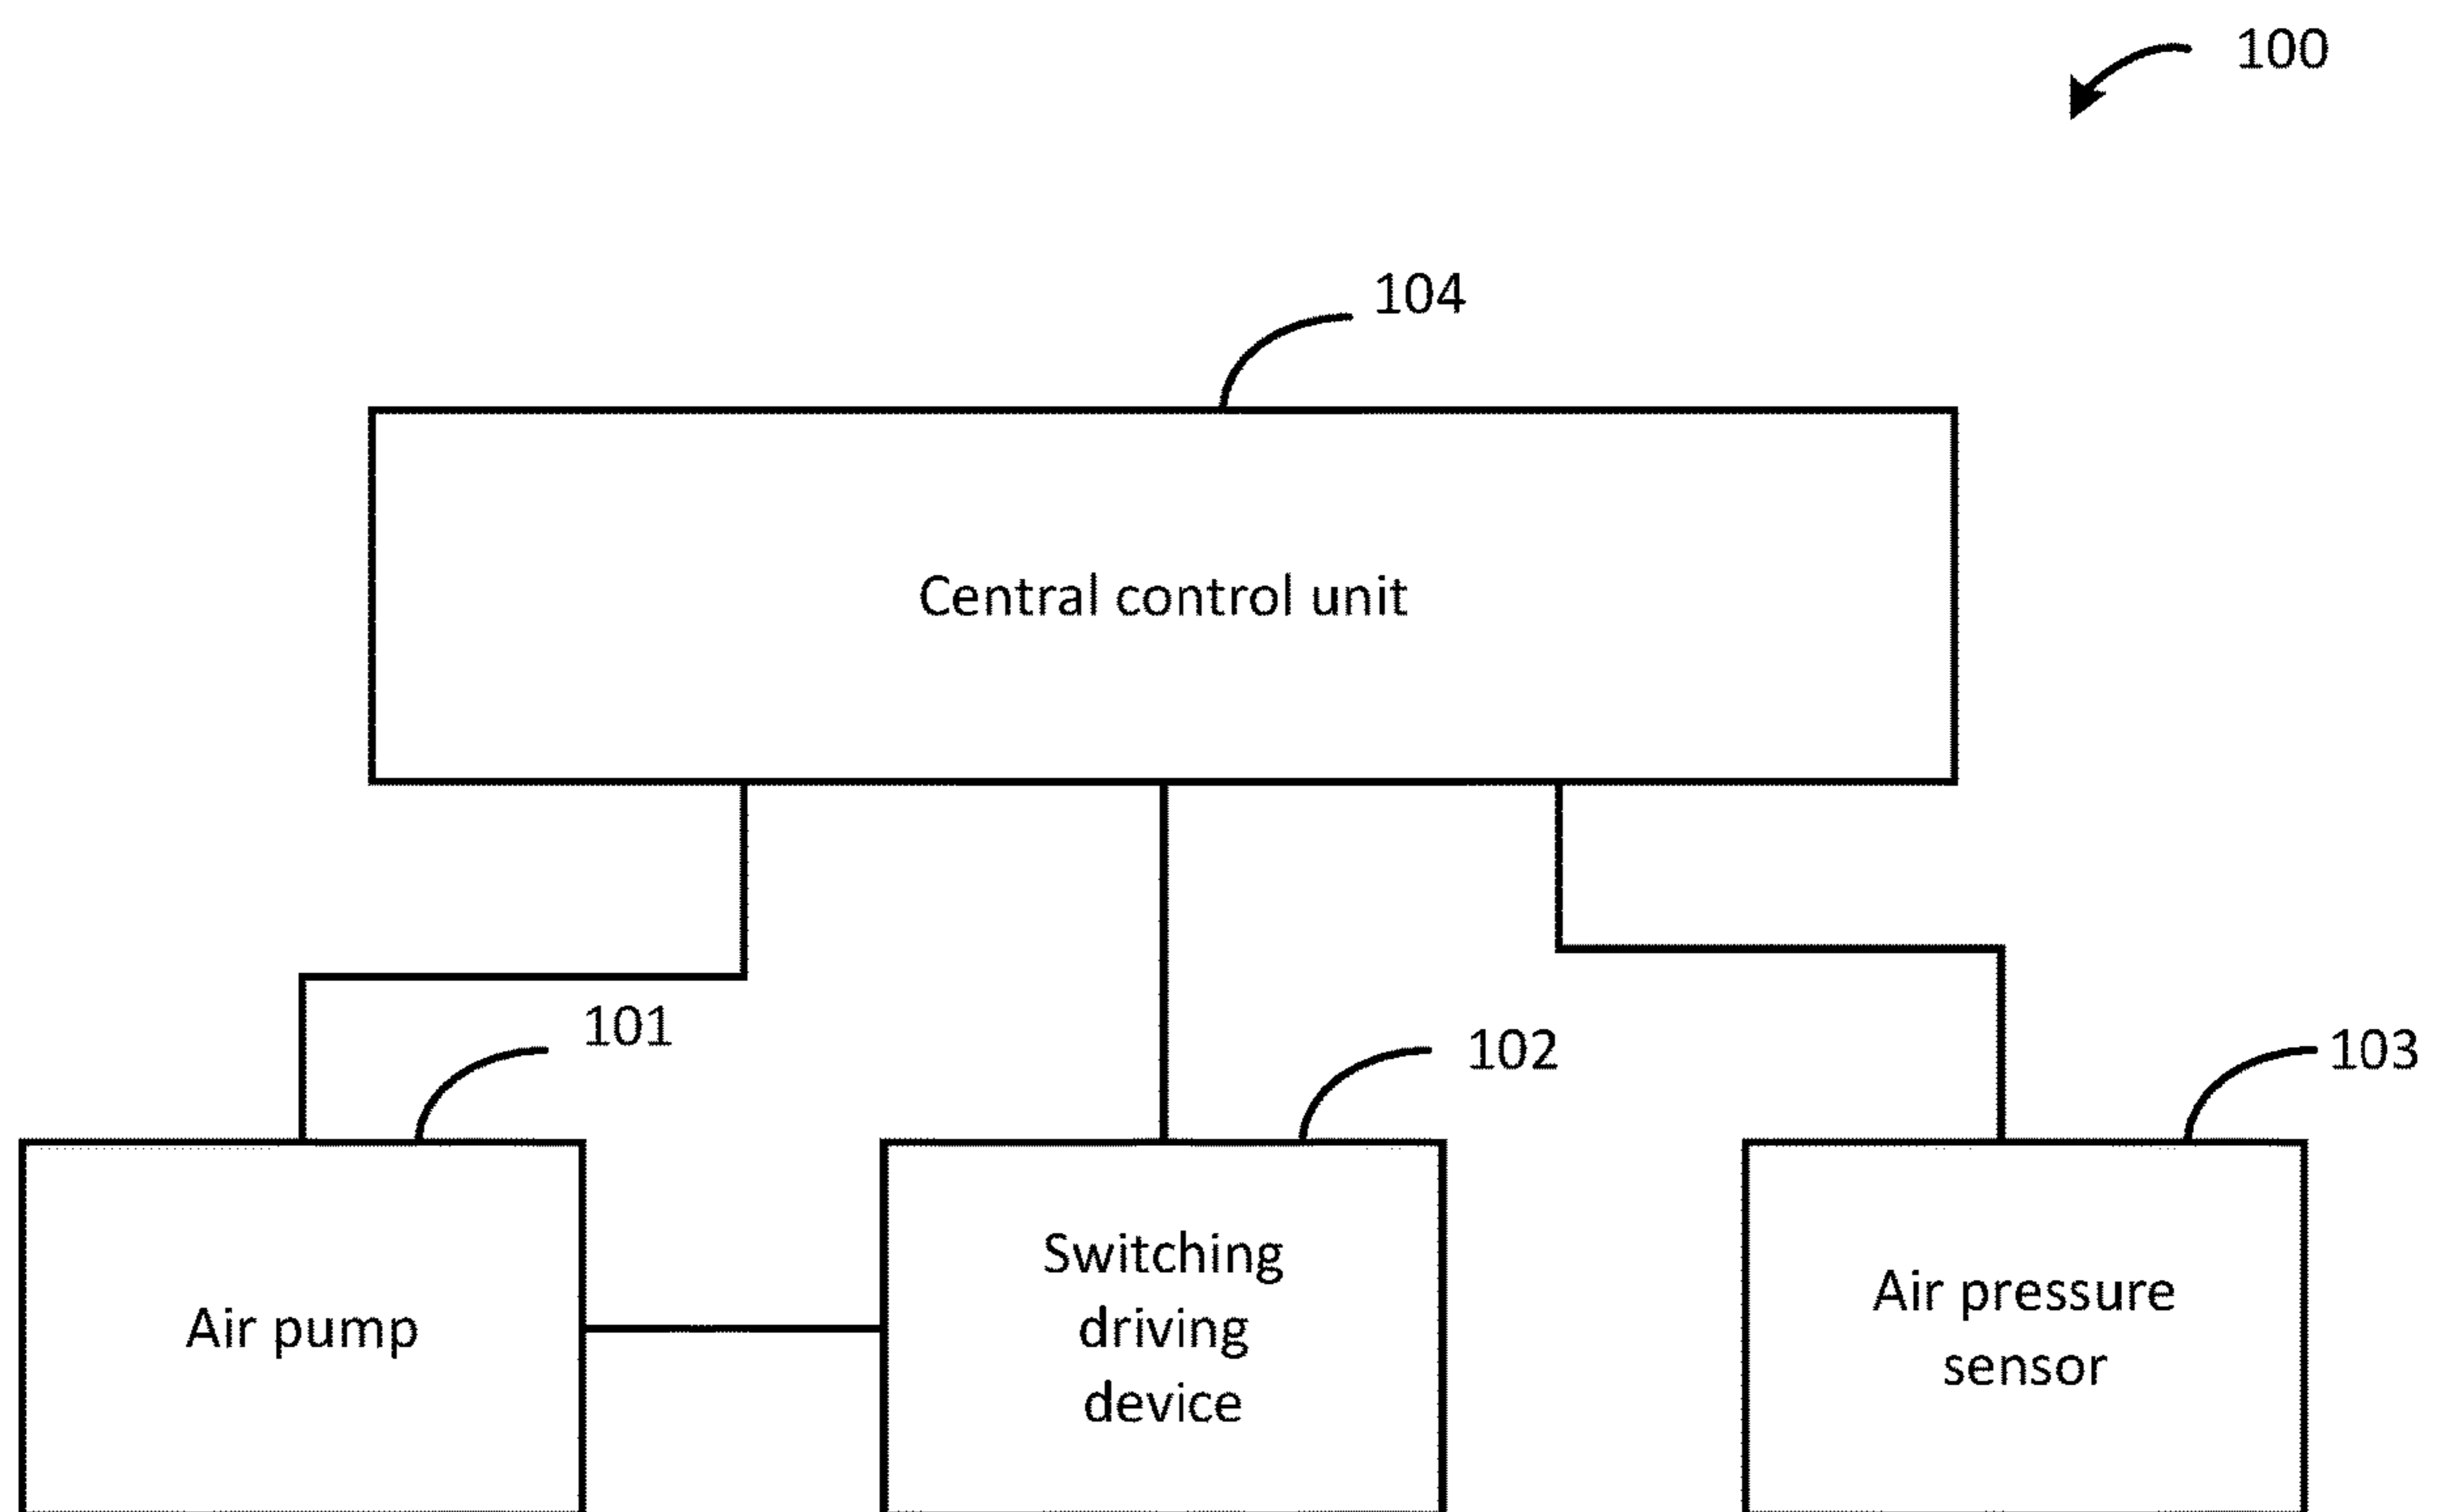 100
104
Central control unit
101
102
103
Air pump
Switching
driving
device
Air pressure
sensor